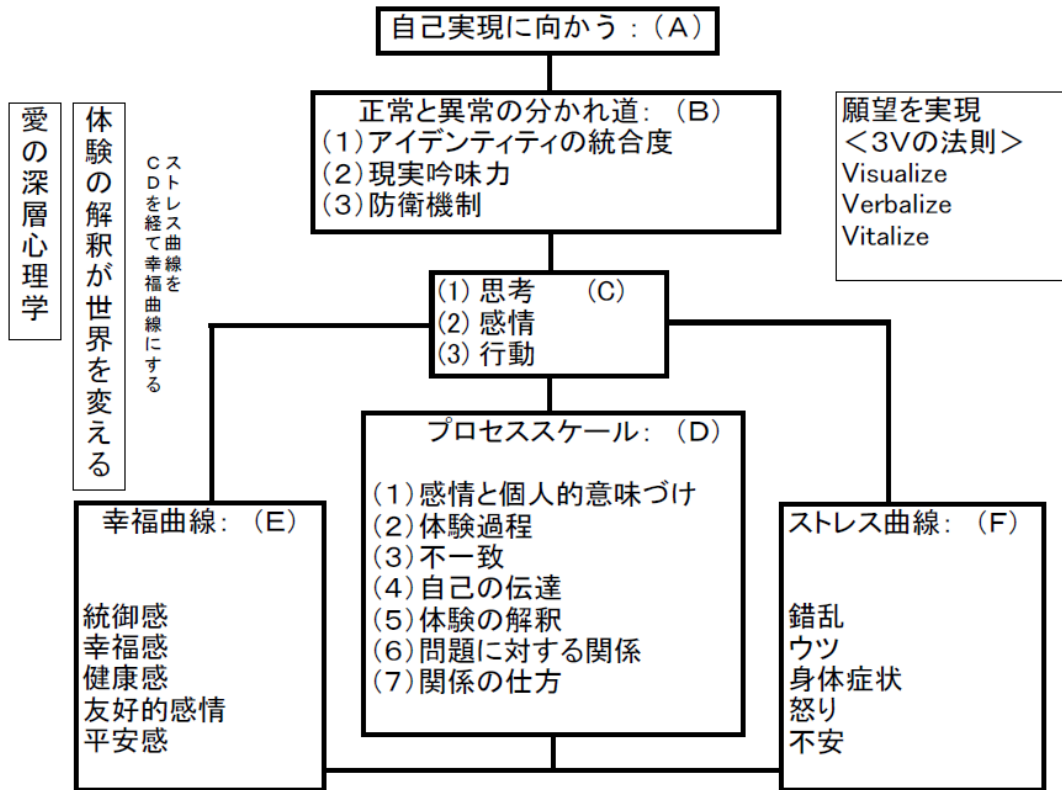 自己実現に向かう：（Ａ）
正常と異常の分かれ道：（Ｂ）
（１）アイデンティティの統合度
（２）現実吟味力
（３）防衛機制
願望を実現
＜３Ｖの法則＞
Visualize
Verbalize
Vitalize
愛の深層心理学
体験の解釈が世界を変える
ストレス曲線を
ＣＤを経て幸福曲線にする
(1) 思考　（C）
(2) 感情
(3) 行動
プロセススケール：（Ｄ）
（１）感情と個人的意味づけ
（２）体験過程
（３）不一致
（４）自己の伝達
（５）体験の解釈
（６）問題に対する関係
（７）関係の仕方
幸福曲線：（Ｅ）
統御感
幸福感
健康感
友好的感情
平安感
ストレス曲線：（Ｆ）
錯乱
ウツ
身体症状
怒り
不安